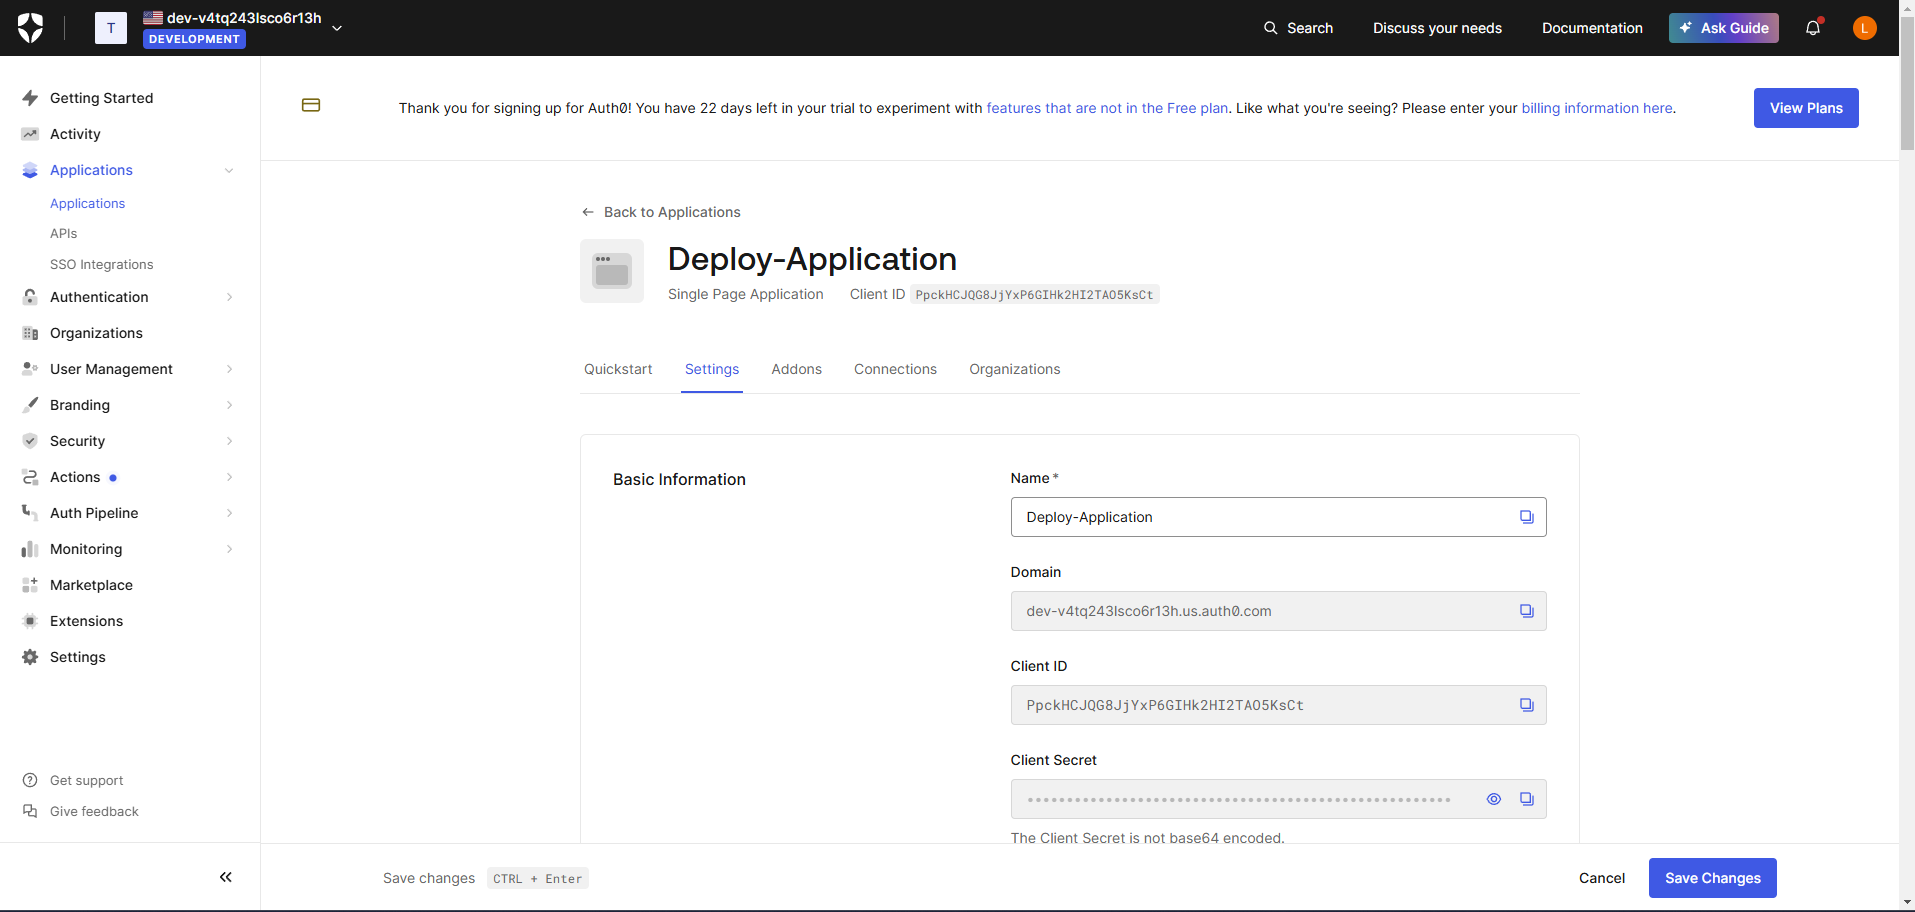 T
dev-v4tq243lsco6r13h
DEVELOPMENT
Search
Discuss your needs
Documentation
Ask Guide
L
Getting Started
Activity
Applications
Applications
APIs
SSO Integrations
Authentication
Organizations
User Management
Branding
Security
Actions
Auth Pipeline
Monitoring
Marketplace
Extensions
Settings
Get support
Give feedback
Thank you for signing up for Auth0! You have 22 days left in your trial to experiment with features that are not in the Free plan. Like what you're seeing? Please enter your billing information here.
View Plans
Back to Applications
Deploy-Application
Single Page Application
Client ID PpckHCJQG8JjYxP6GIHk2HI2TAO5KsCt
Quickstart
Settings
Addons
Connections
Organizations
Basic Information
Name *
Deploy-Application
Domain
dev-v4tq243lsco6r13h.us.auth0.com
Client ID
PpckHCJQG8JjYxP6GIHk2HI2TAO5KsCt
Client Secret
The Client Secret is not base64 encoded.
Save changes
CTRL + Enter
Cancel
Save Changes